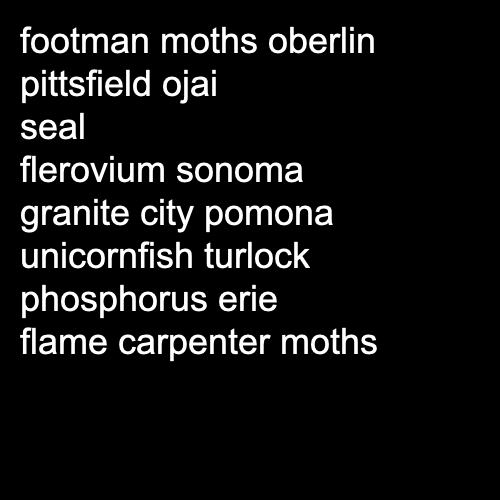 footman moths oberlin
pittsfield ojai
seal
flerovium sonoma
granite city pomona
unicornfish turlock
phosphorus erie
flame carpenter moths